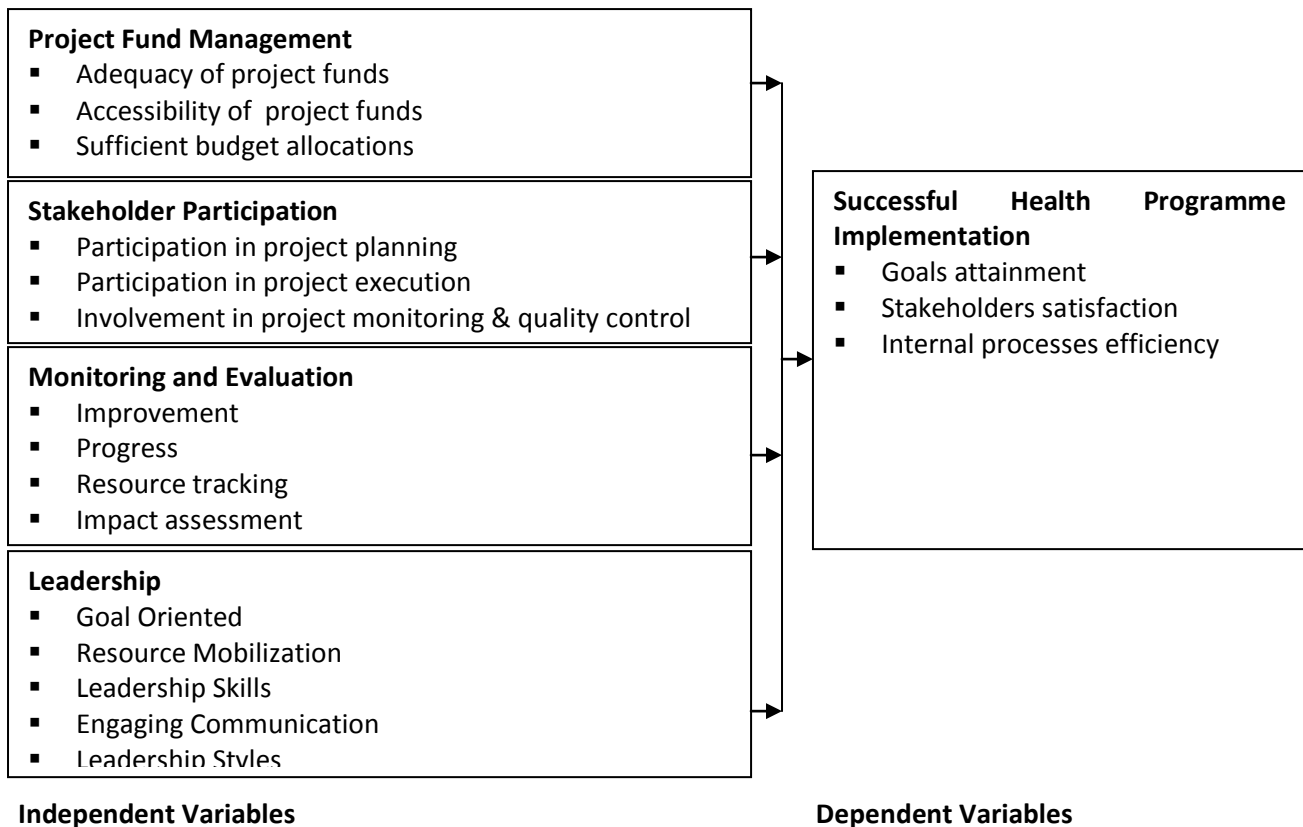 Project Fund Management
▪ Adequacy of project funds
▪ Accessibility of project funds
▪ Sufficient budget allocations
Stakeholder Participation
▪ Participation in project planning
▪ Participation in project execution
▪ Involvement in project monitoring & quality control
Monitoring and Evaluation
▪ Improvement
▪ Progress
▪ Resource tracking
▪ Impact assessment
Leadership
▪ Goal Oriented
▪ Resource Mobilization
▪ Leadership Skills
▪ Engaging Communication
▪ Leadership Styles
Successful Health Programme
Implementation
▪ Goals attainment
▪ Stakeholders satisfaction
▪ Internal processes efficiency
Independent Variables
Dependent Variables